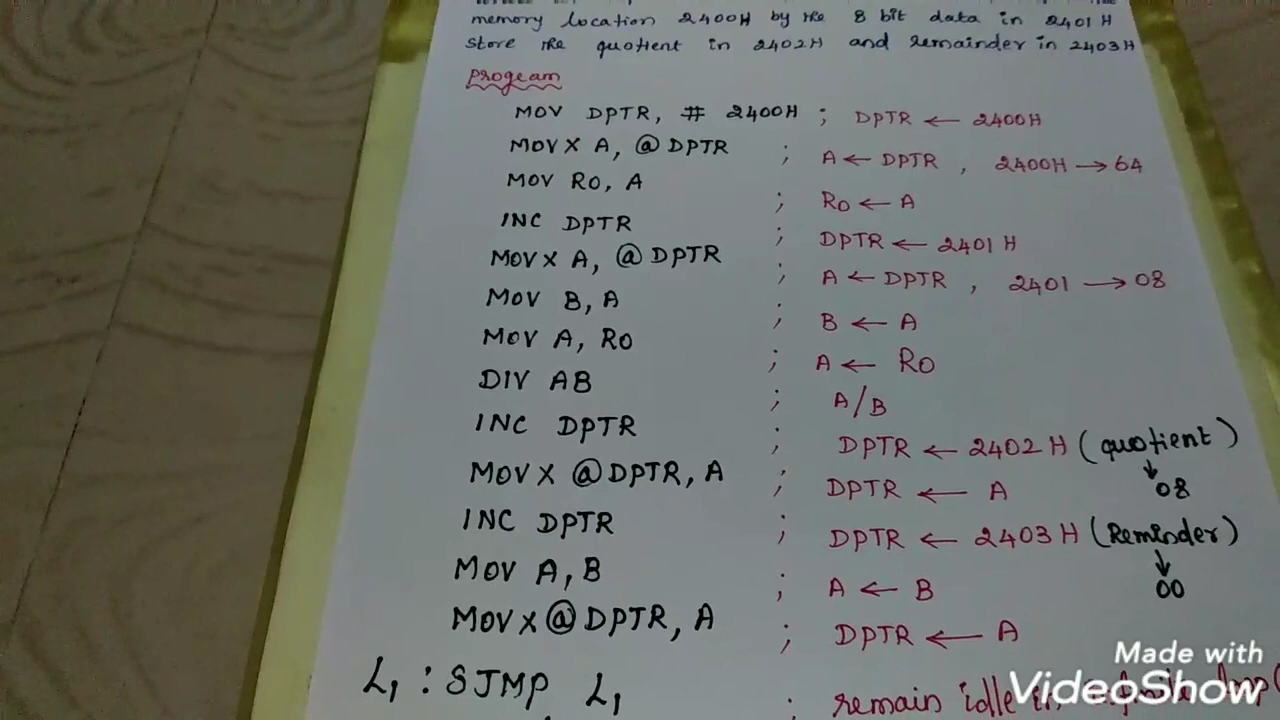 memory location 2400H by the 8 bit data in 2401 H
store the quotient in 2402H and remainder in 2403H
Program
MOV DPTR, # 2400H ; DPTR ← 2400H
MOVX A, @DPTR ; A ← DPTR , 2400H → 64
MOV R0, A ; R0 ← A
INC DPTR ; DPTR ← 2401 H
MOVX A, @DPTR ; A ← DPTR , 2401 → 08
MOV B, A ; B ← A
MOV A, R0 ; A ← R0
DIV AB ; A/B
INC DPTR ; DPTR ← 2402 H (quotient)
MOVX @DPTR, A ; DPTR ← A ↓ 08
INC DPTR ; DPTR ← 2403 H (Reminder)
MOV A, B ; A ← B ↓ 00
MOVX @DPTR, A ; DPTR ← A
L1 : SJMP L1 ; remain idle in
Made with
VideoShow